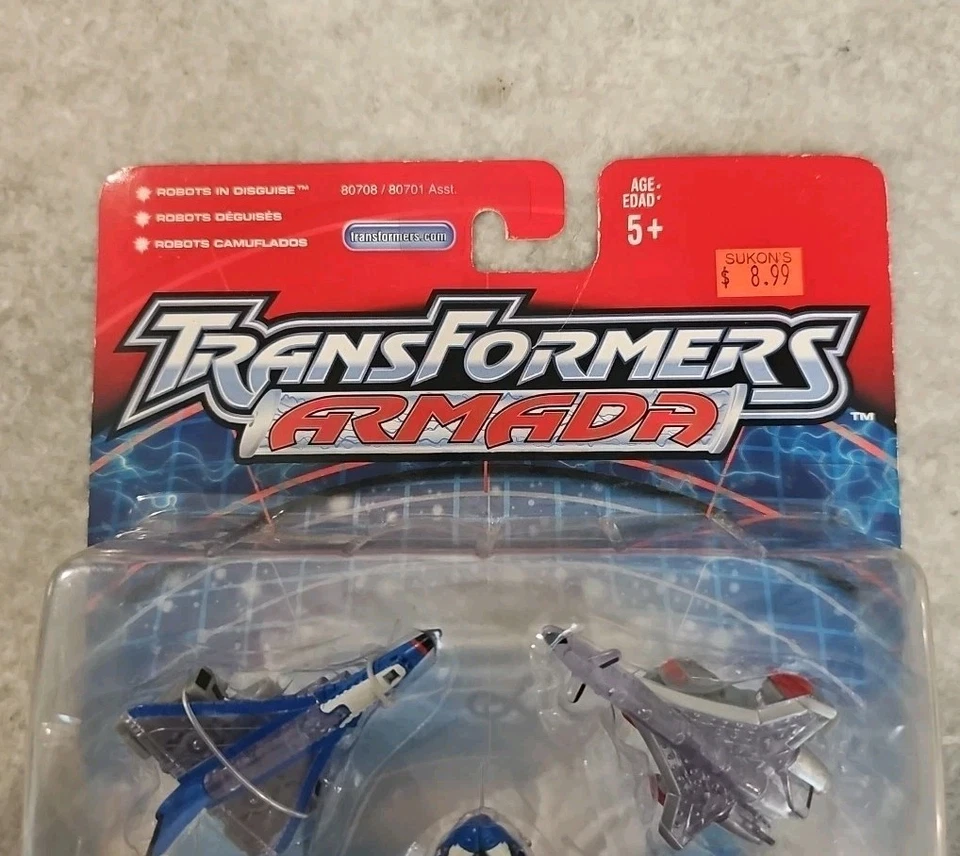 ROBOTS IN DISGUISE™
ROBOTS DÉGUISÉS
ROBOTS CAMUFLADOS
80708 / 80701 Asst.
transformers.com
AGE
EDAD
5+
SUKON'S
$ 8.99
TRANSFORMERS
ARMADA
™